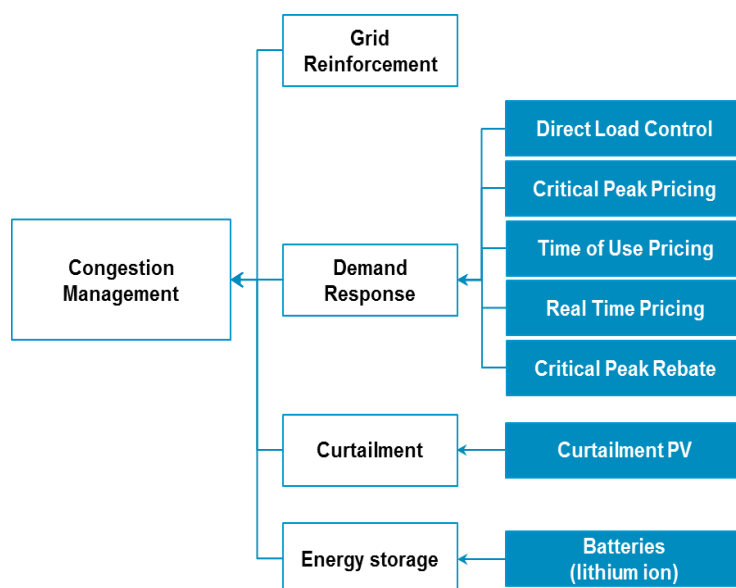 Grid
Reinforcement
Direct Load Control
Critical Peak Pricing
Congestion
Management
Demand
Response
Time of Use Pricing
Real Time Pricing
Critical Peak Rebate
Curtailment
Curtailment PV
Energy storage
Batteries
(lithium ion)